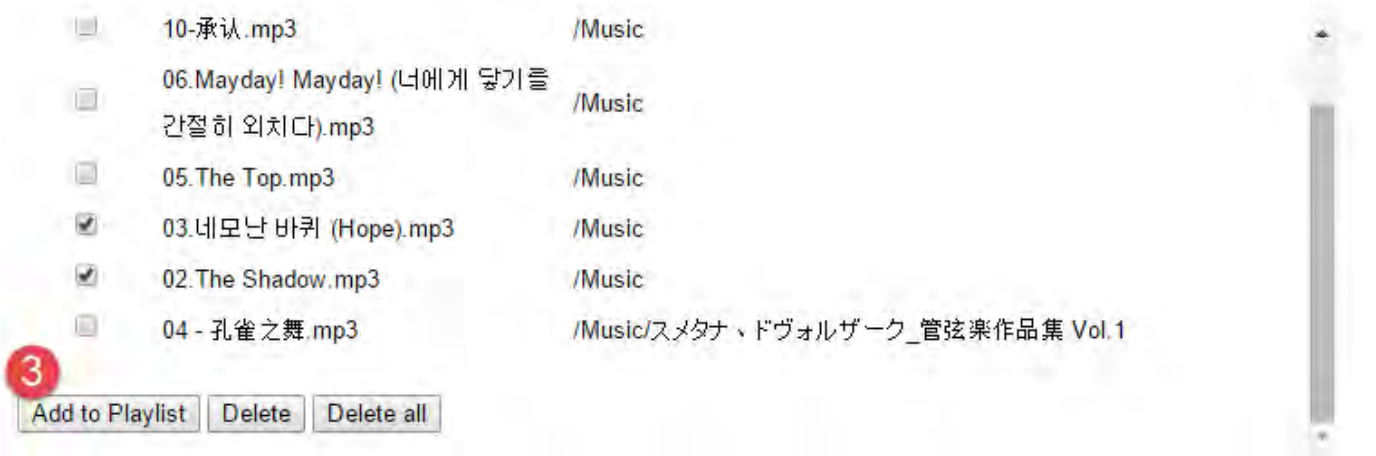 10-承认.mp3 /Music
06.Mayday! Mayday! (너에게 닿기를
/Music
간절히 외치다).mp3
05.The Top.mp3 /Music
03.네모난 바퀴 (Hope).mp3 /Music
02.The Shadow.mp3 /Music
04 - 孔雀之舞.mp3 /Music/スメタナ、ドヴォルザーク_管弦楽作品集 Vol.1
3
Add to Playlist Delete Delete all